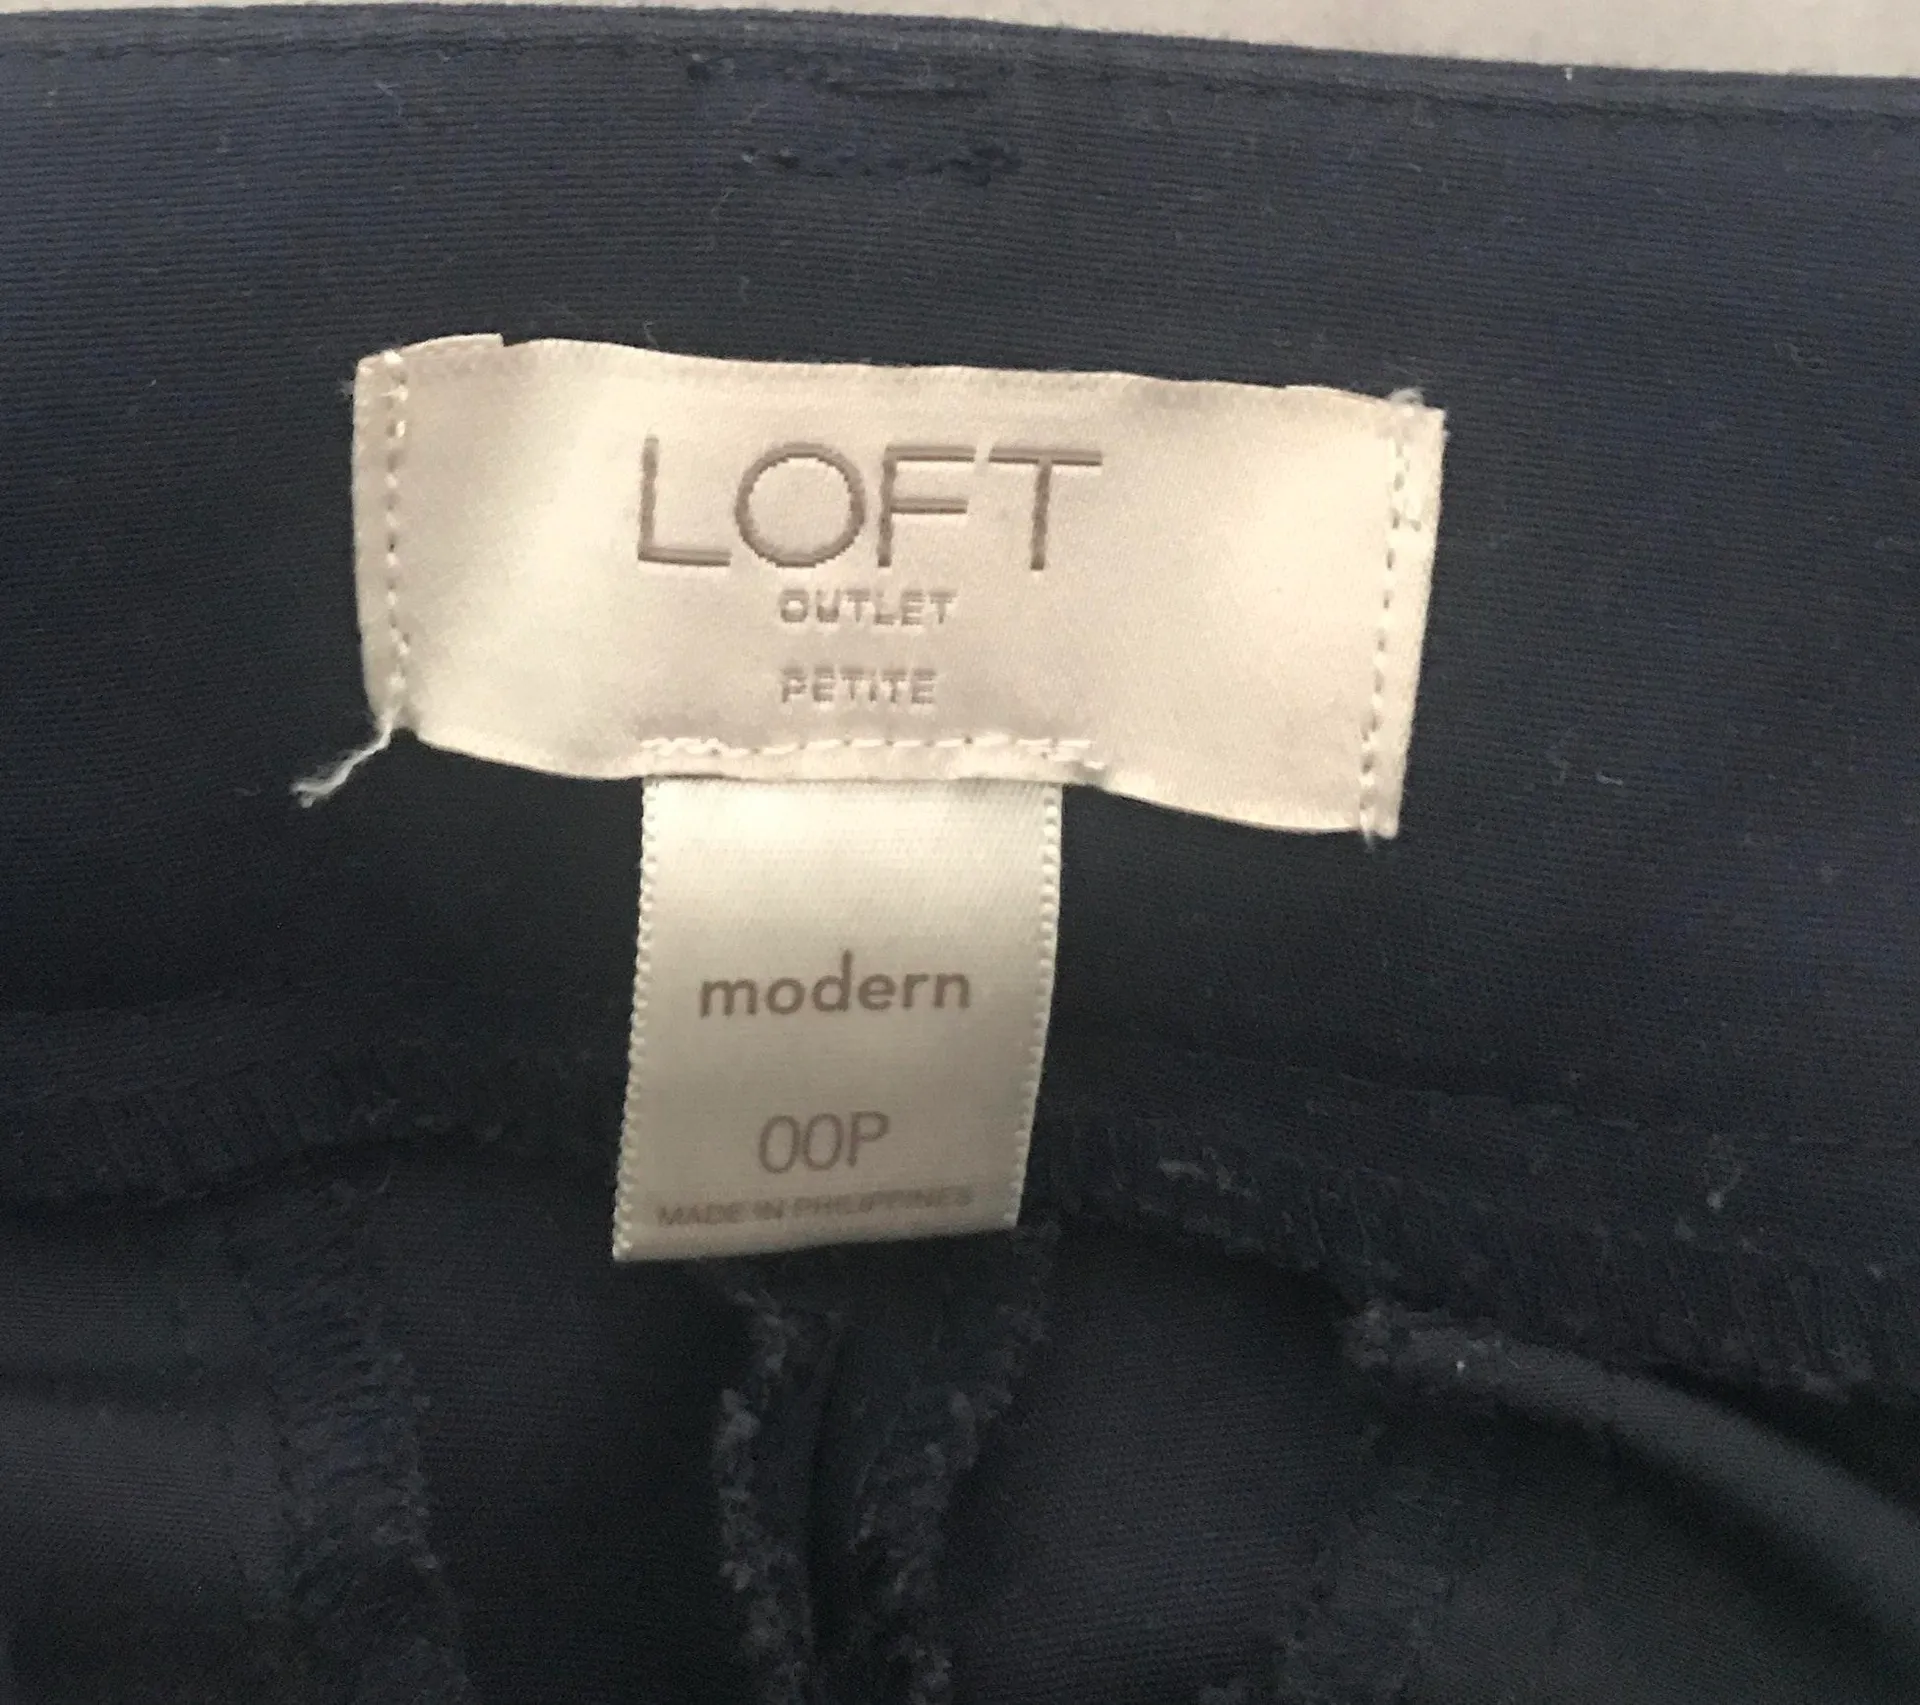 LOFT
OUTLET
PETITE
modern
00P
MADE IN PHILIPPINES